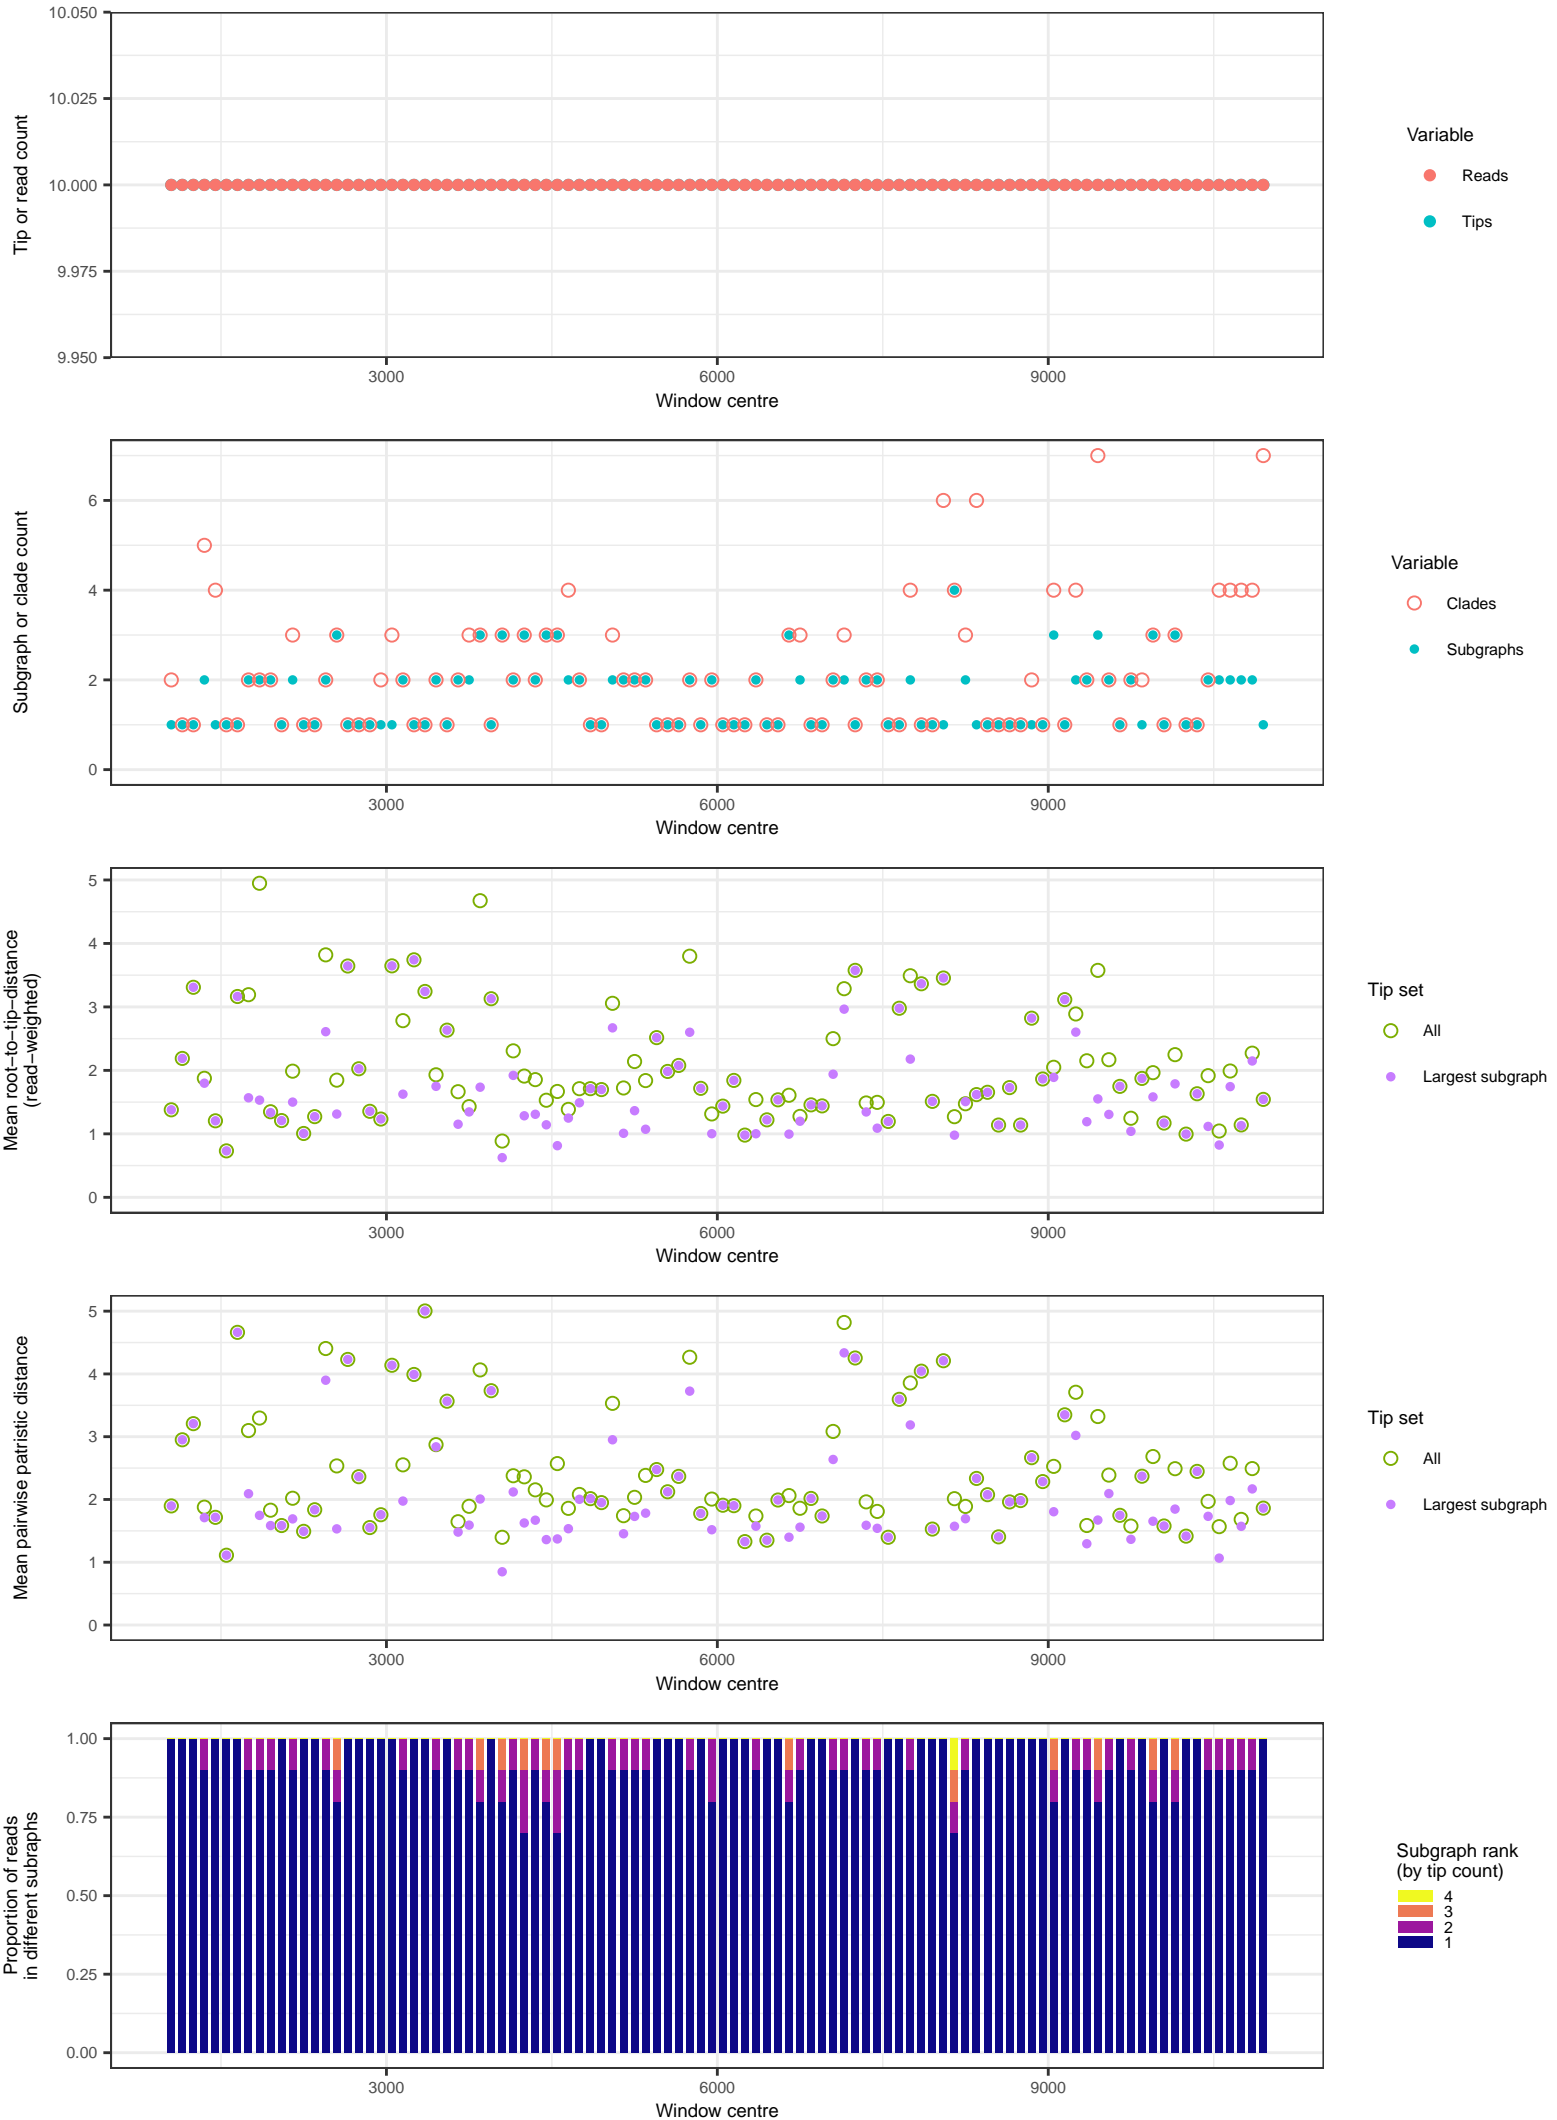 10.050
10.025
10.000
9.975
9.950
Tip or read count
3000
6000
9000
Window centre
Variable
Reads
Tips
6
4
2
0
Subgraph or clade count
3000
6000
9000
Window centre
Variable
Clades
Subgraphs
5
4
3
2
1
0
Mean root−to−tip−distance
(read−weighted)
3000
6000
9000
Window centre
Tip set
All
Largest subgraph
5
4
3
2
1
0
Mean pairwise patristic distance
3000
6000
9000
Window centre
Tip set
All
Largest subgraph
1.00
0.75
0.50
0.25
0.00
Proportion of reads
in different subraphs
3000
6000
9000
Window centre
Subgraph rank
(by tip count)
4
3
2
1